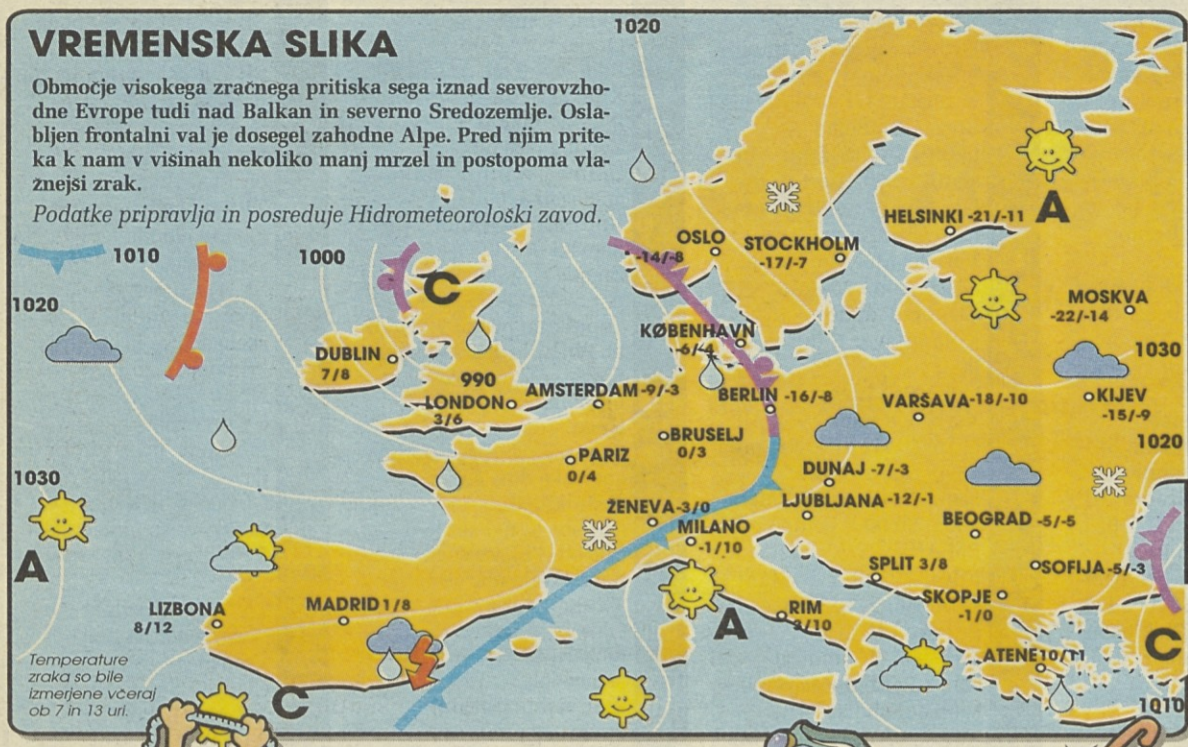 VREMENSKA SLIKA
Območje visokega zračnega pritiska sega iznad severovzho-
dne Evrope tudi nad Balkan in severno Sredozemlje. Osla-
bljen frontalni val je dosegel zahodne Alpe. Pred njim prite-
ka k nam v višinah nekoliko manj mrzel in postopoma vla-
žnejši zrak.
Podatke pripravlja in posreduje Hidrometeorološki zavod.
1020
A
HELSINKI -21/-11
OSLO
-14/-8
STOCKHOLM
-17/-7
1010
1000
C
1020
MOSKVA
-22/-14
KØBENHAVN
-6/-4
1030
DUBLIN
7/8
990
LONDON
3/6
AMSTERDAM -9/-3
BERLIN -16/-8
VARŠAVA -18/-10
KIJEV
-15/-9
BRUSELJ
0/3
1020
PARIZ
0/4
DUNAJ -7/-3
1030
A
ŽENEVA -3/0
LJUBLJANA -12/-1
MILANO
-1/10
BEOGRAD -5/-5
SPLIT 3/8
SOFIJA -5/-3
LIZBONA
8/12
MADRID 1/8
A
RIM
3/10
SKOPJE
-1/0
C
ATENE 10/11
Temperature
zraka so bile
izmerjene včeraj
ob 7 in 13 uri.
C
1010